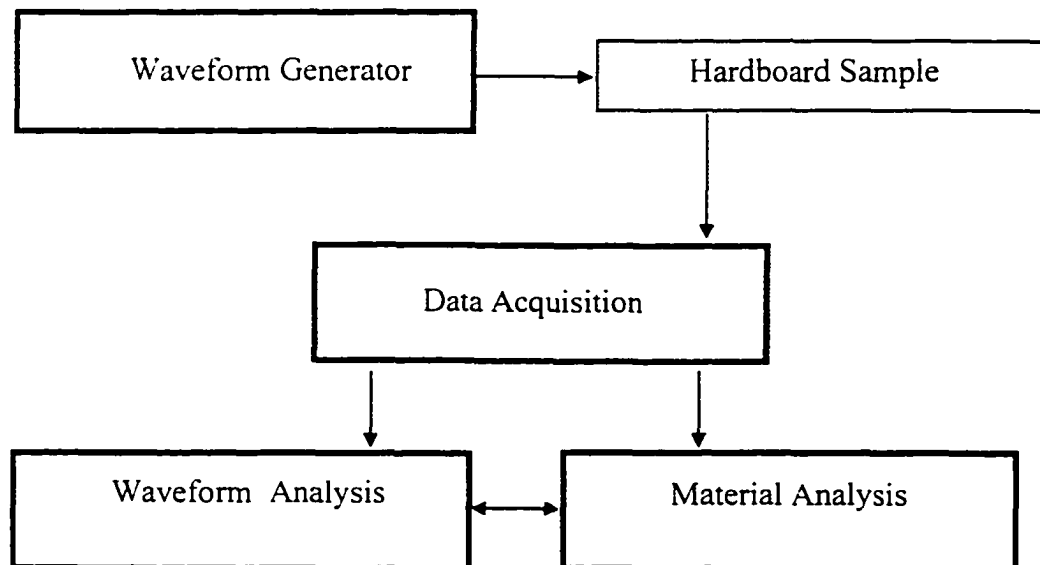 Waveform Generator
Hardboard Sample
Data Acquisition
Waveform Analysis
Material Analysis